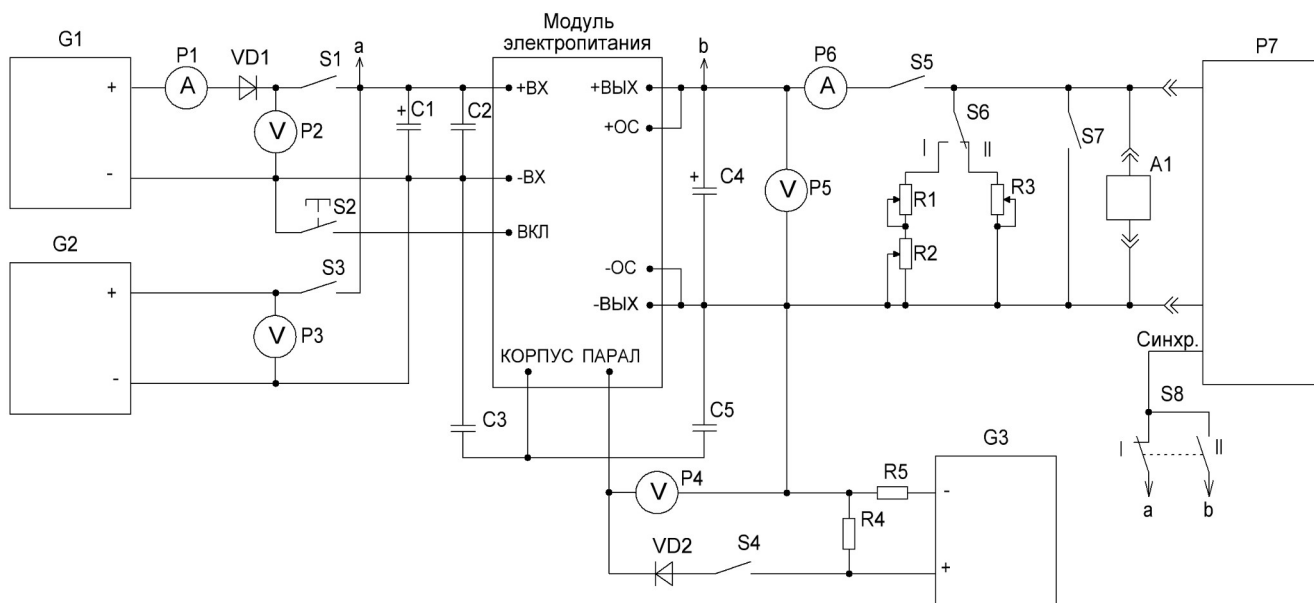 G1
+
-
P1
A
VD1
V
P2
S1
a
+
C1
C2
S2
G2
+
-
V
P3
S3
C3
Модуль
электропитания
+ВХ
-ВХ
ВКЛ
+ВЫХ
+ОС
-ОС
-ВЫХ
КОРПУС
ПАРАЛ
b
+
C4
C5
V
P5
P6
A
S5
S6
I
II
R1
R2
R3
S7
A1
P7
Синхр.
S8
I
II
a
b
V
P4
VD2
S4
R4
R5
G3
-
+